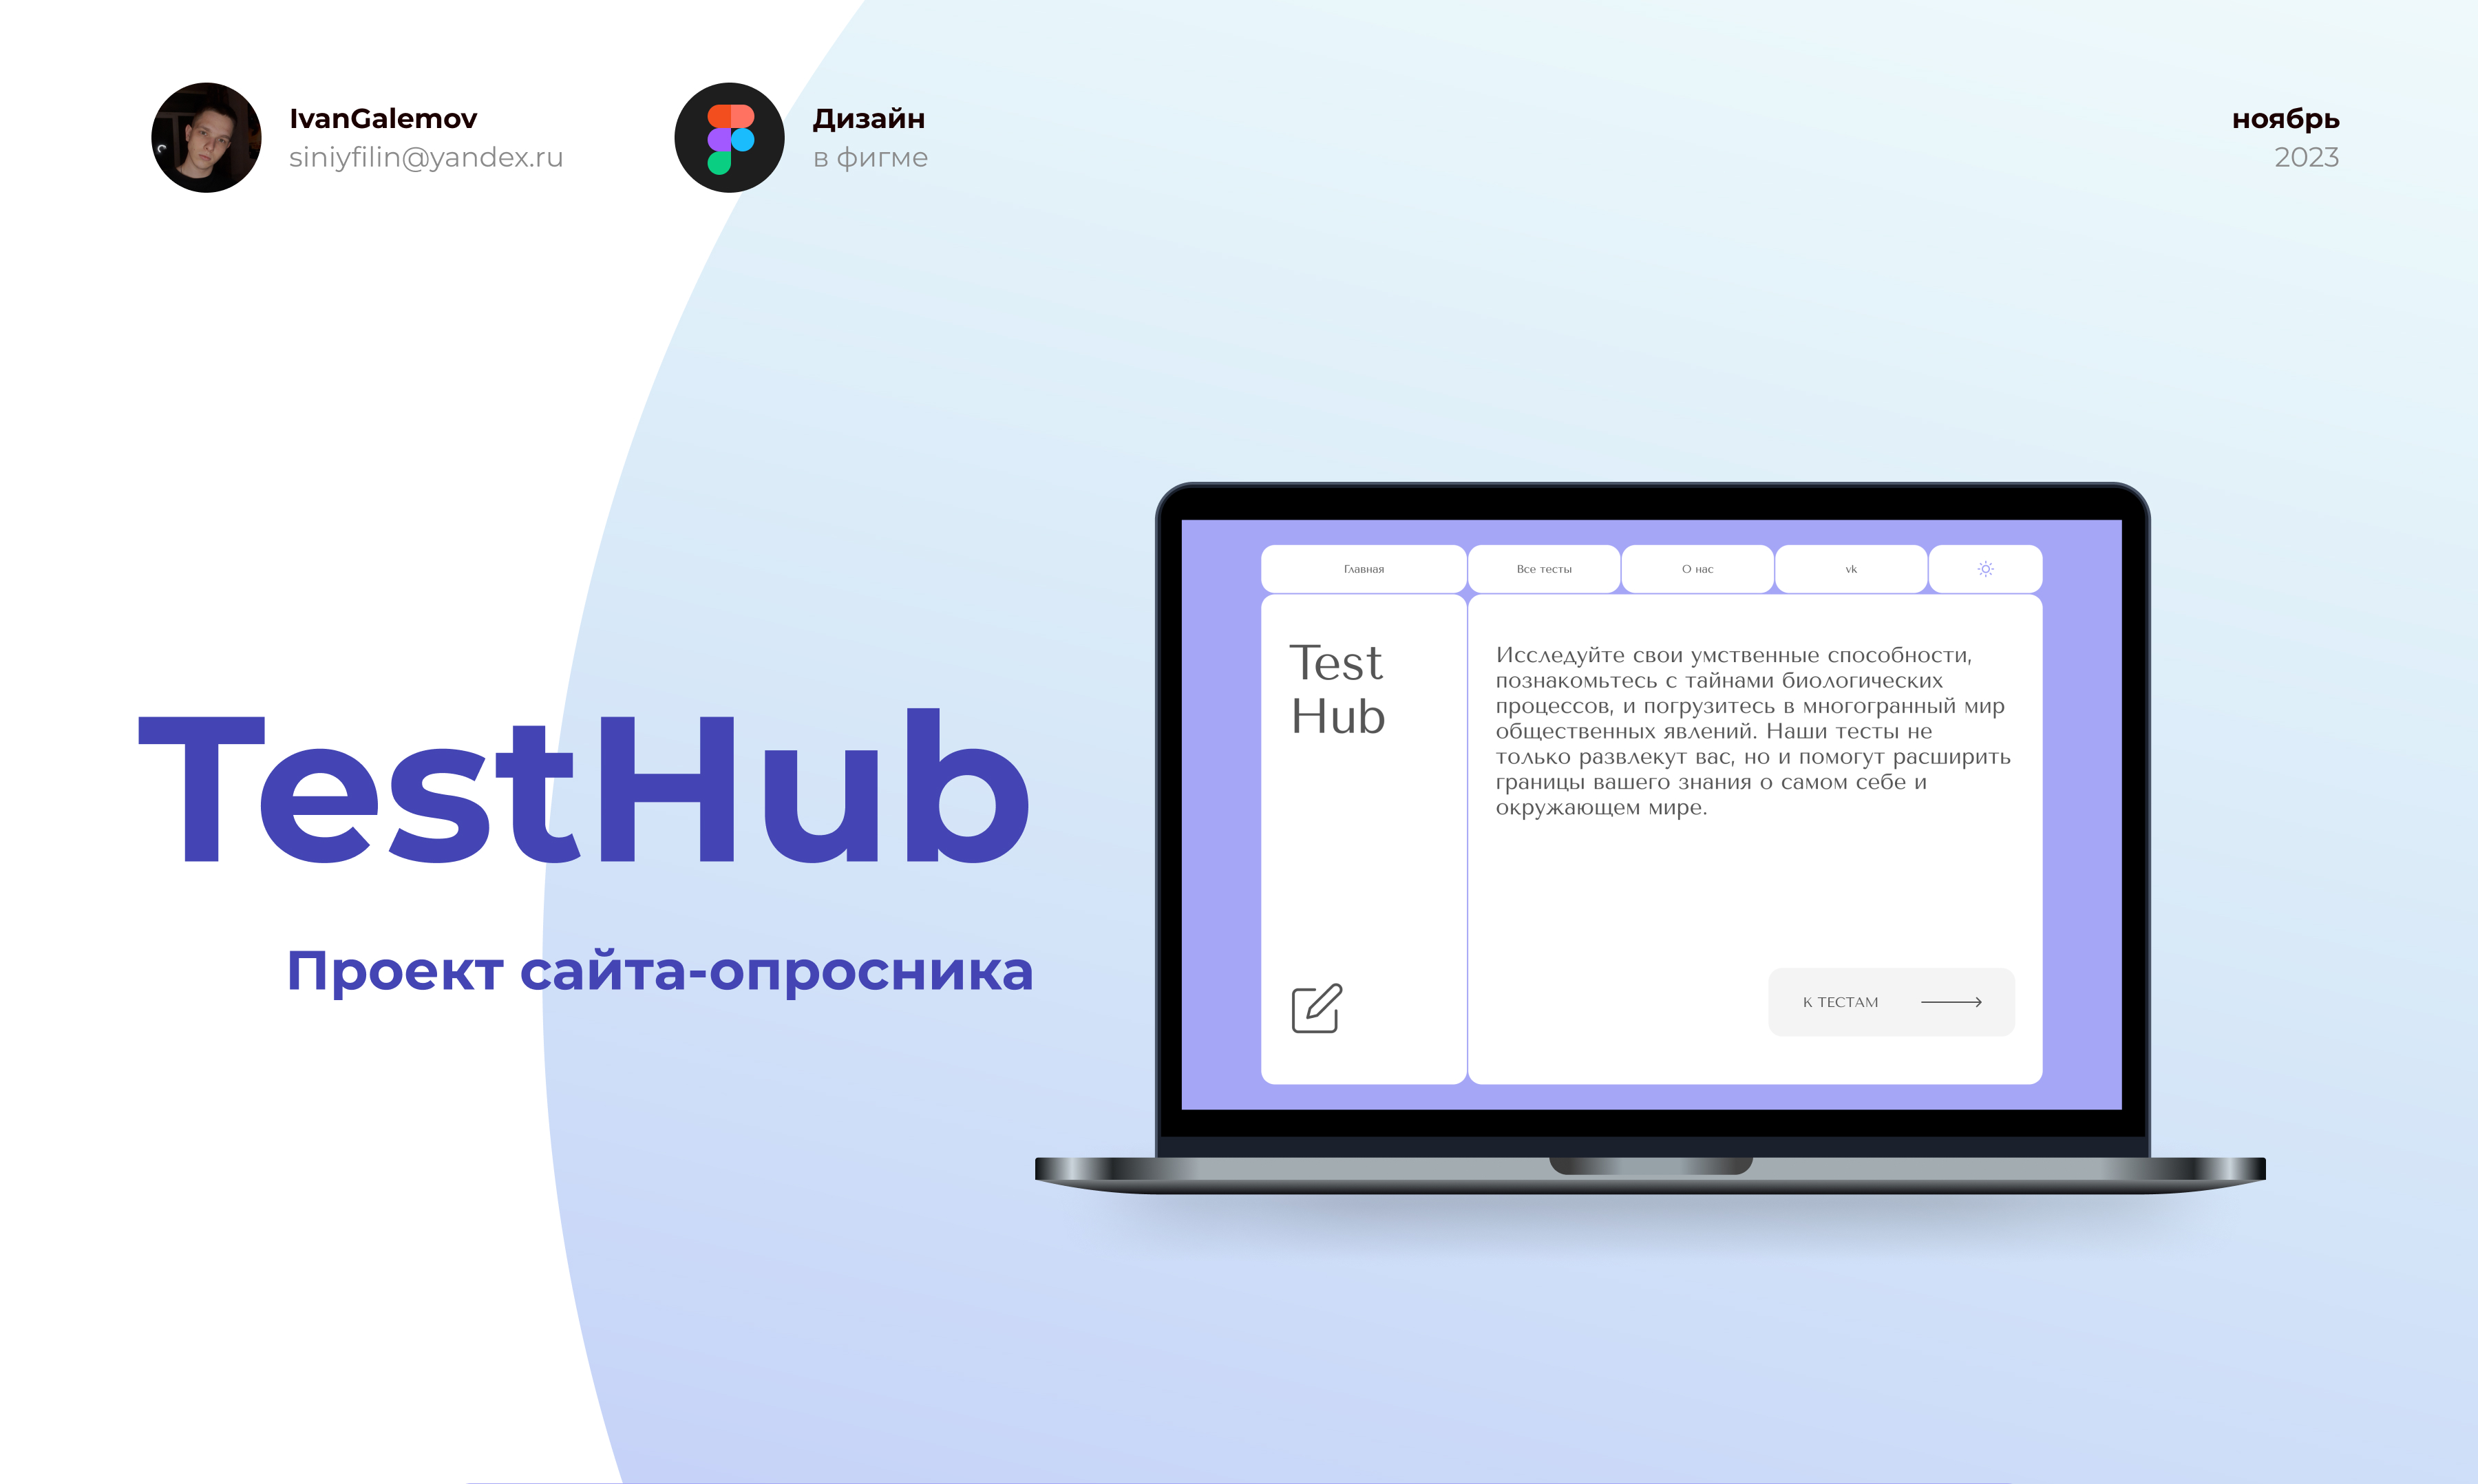 IvanGalemov
siniyfilin@yandex.ru
Дизайн
в фигме
ноябрь
2023
TestHub
Проект сайта-опросника
Главная
Все тесты
О нас
vk
Test
Hub
Исследуйте свои умственные способности,
познакомьтесь с тайнами биологических
процессов, и погрузитесь в многогранный мир
общественных явлений. Наши тесты не
только развлекут вас, но и помогут расширить
границы вашего знания о самом себе и
окружающем мире.
К ТЕСТАМ